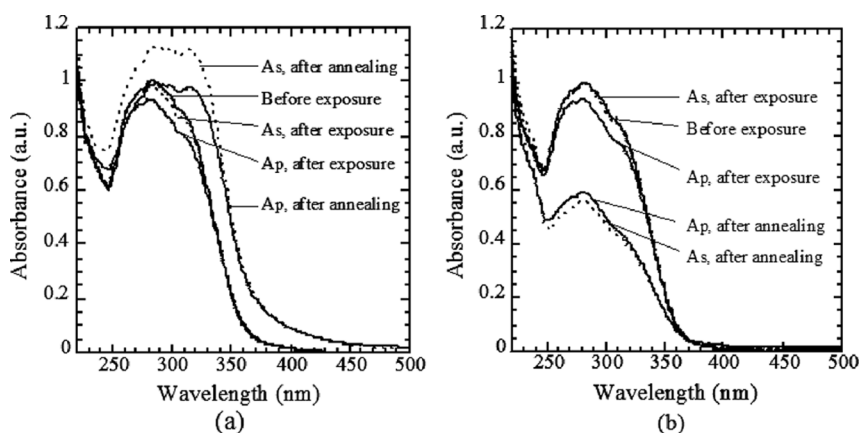 1.2
1
0.8
0.6
0.4
0.2
0
Absorbance (a.u.)
As, after annealing
Before exposure
As, after exposure
Ap, after exposure
Ap, after annealing
250 300 350 400 450 500
Wavelength (nm)
(a)
1.2
1
0.8
0.6
0.4
0.2
0
Absorbance (a.u.)
As, after exposure
Before exposure
Ap, after exposure
Ap, after annealing
As, after annealing
250 300 350 400 450 500
Wavelength (nm)
(b)